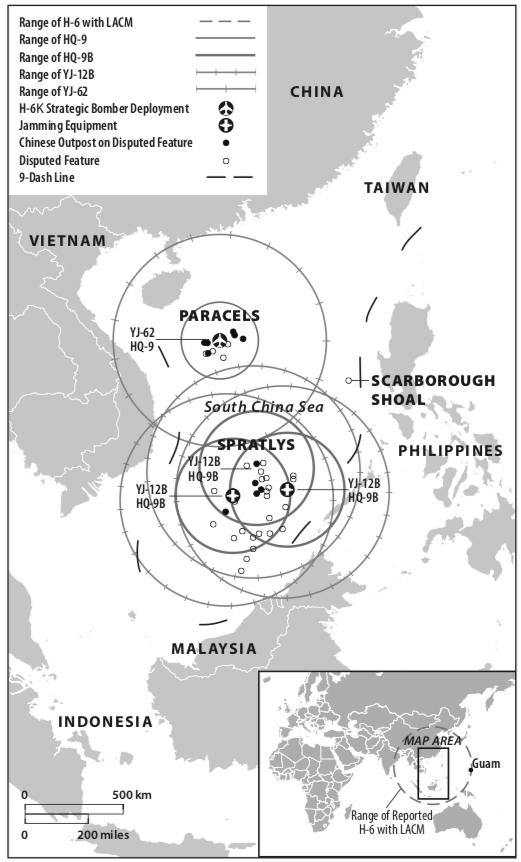 Range of H-6 with LACM
Range of HQ-9
Range of HQ-9B
Range of YJ-12B
Range of YJ-62
H-6K Strategic Bomber Deployment
Jamming Equipment
Chinese Outpost on Disputed Feature
Disputed Feature
9-Dash Line
CHINA
TAIWAN
VIETNAM
PARACELS
YJ-62
HQ-9
SCARBOROUGH
SHOAL
South China Sea
SPRATLYS
PHILIPPINES
YJ-12B
HQ-9B
YJ-12B
HQ-9B
YJ-12B
HQ-9B
MALAYSIA
INDONESIA
0 500 km
0 200 miles
MAP AREA
Guam
Range of Reported
H-6 with LACM